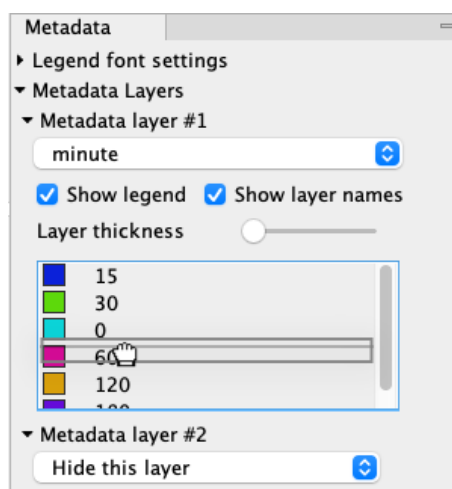 Metadata
Legend font settings
Metadata Layers
Metadata layer #1
minute
Show legend Show layer names
Layer thickness
15
30
0
60
120
180
Metadata layer #2
Hide this layer